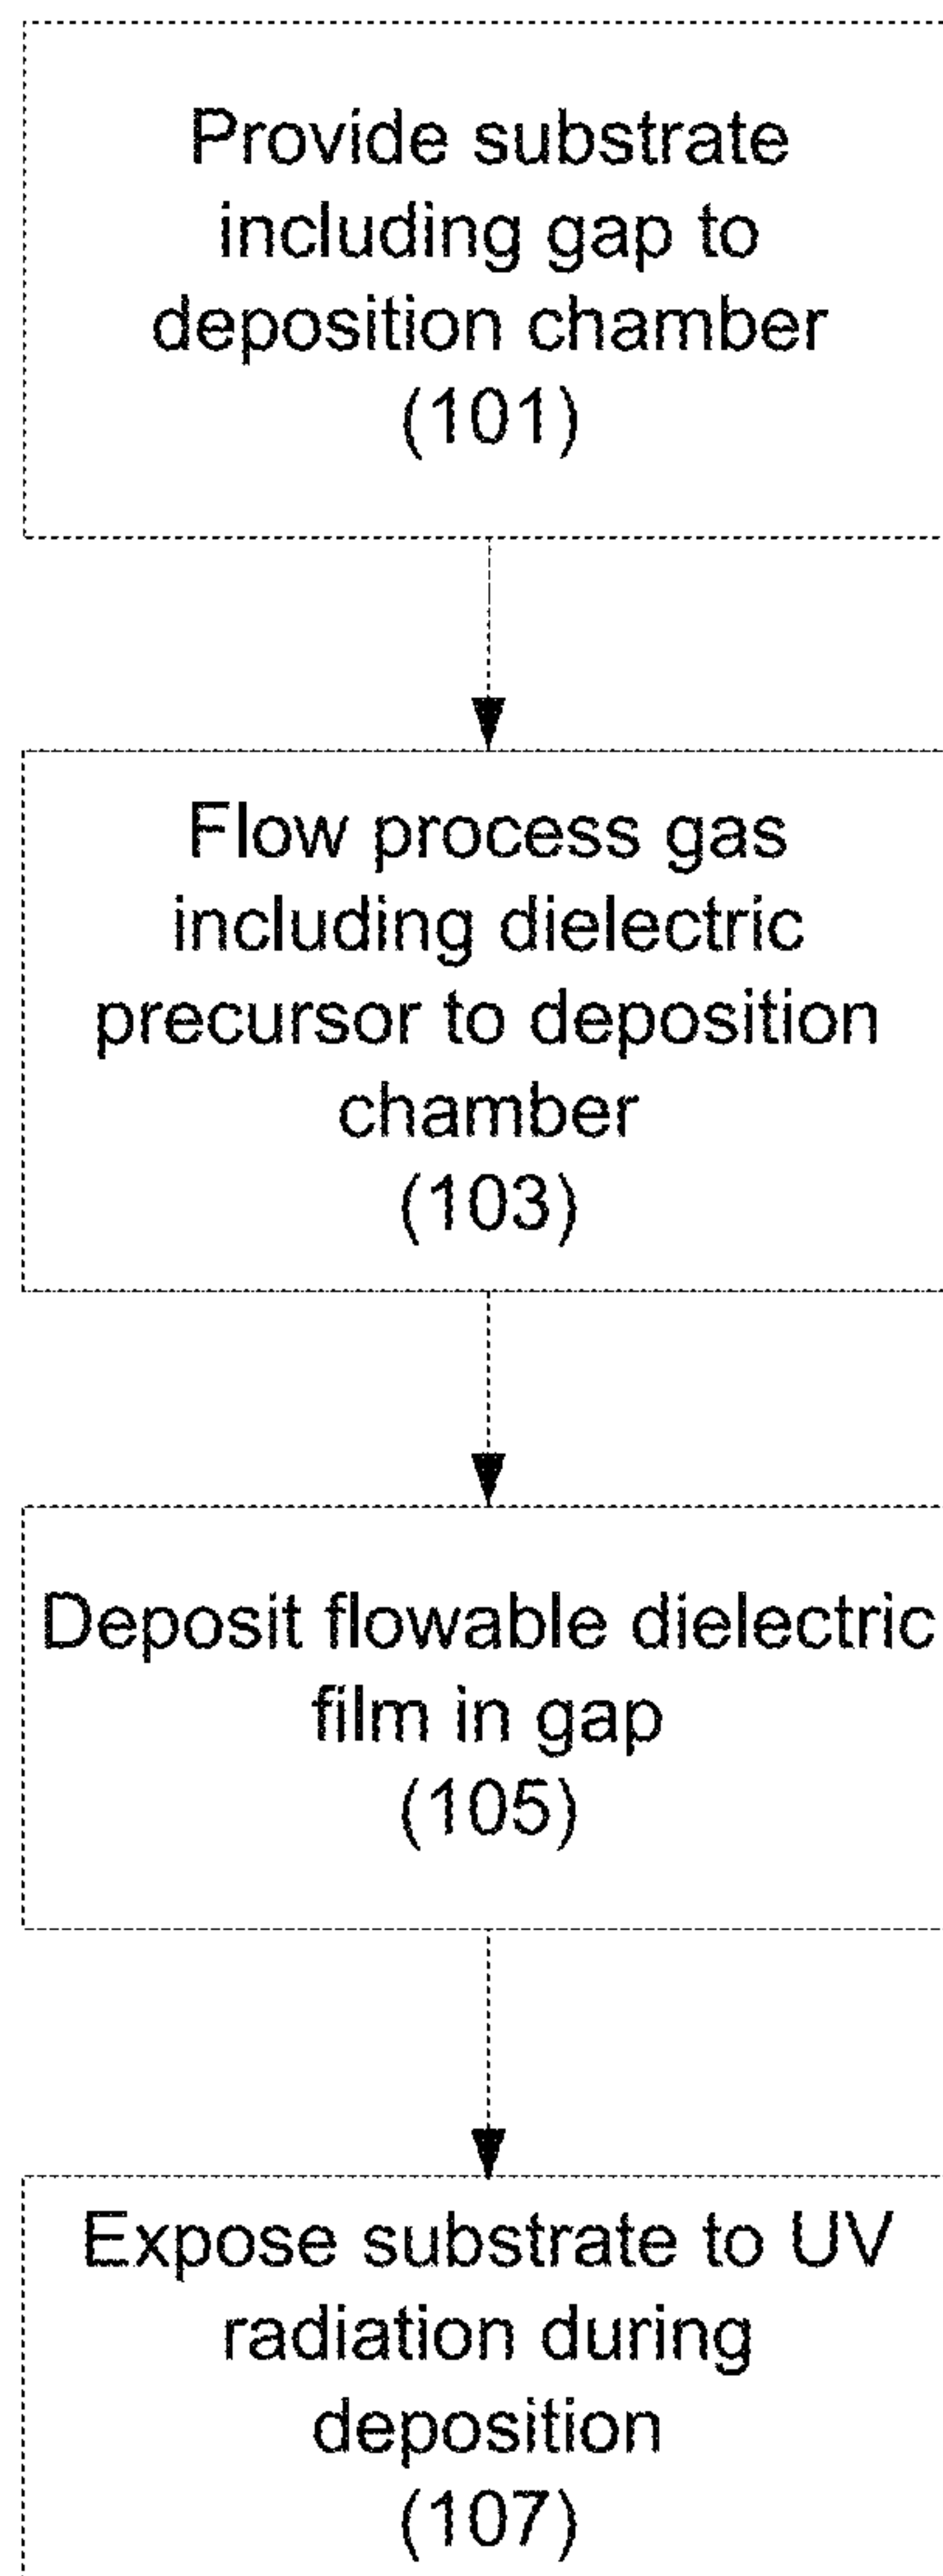 Provide substrate
including gap to
deposition chamber
(101)
Flow process gas
including dielectric
precursor to deposition
chamber
(103)
Deposit flowable dielectric
film in gap
(105)
Expose substrate to UV
radiation during
deposition
(107)